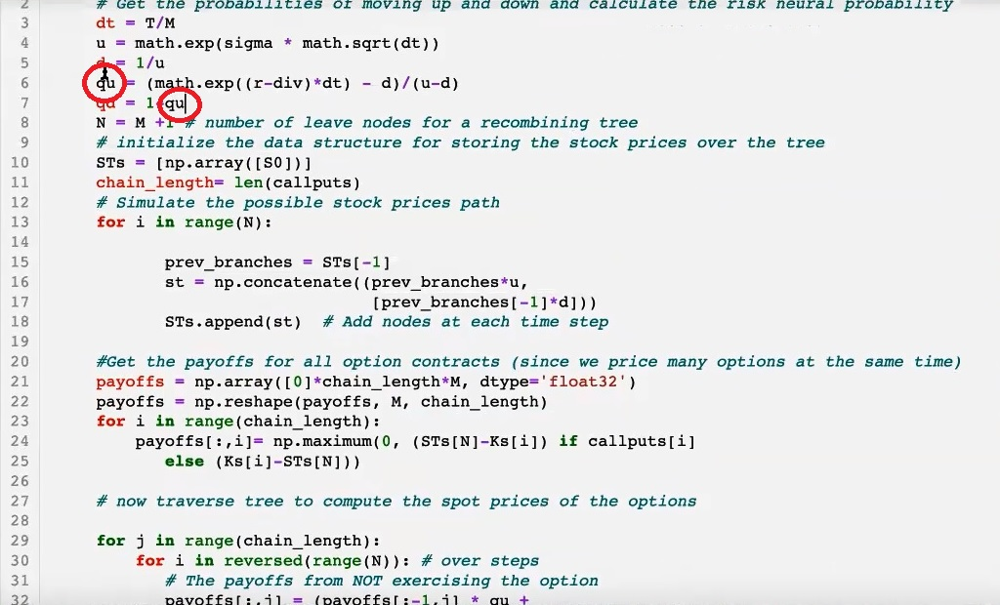 2 # Get the probabilities of moving up and down and calculate the risk neural probability
3 dt = T/M
4 u = math.exp(sigma * math.sqrt(dt))
5 d = 1/u
6 qu = (math.exp((r-div)*dt) - d)/(u-d)
7 qd = 1-qu
8 N = M +1 # number of leave nodes for a recombining tree
9 # initialize the data structure for storing the stock prices over the tree
10 STs = [np.array([S0])]
11 chain_length= len(callputs)
12 # Simulate the possible stock prices path
13 for i in range(N):
14
15 prev_branches = STs[-1]
16 st = np.concatenate((prev_branches*u,
17 [prev_branches[-1]*d]))
18 STs.append(st) # Add nodes at each time step
19
20 #Get the payoffs for all option contracts (since we price many options at the same time)
21 payoffs = np.array([0]*chain_length*M, dtype='float32')
22 payoffs = np.reshape(payoffs, M, chain_length)
23 for i in range(chain_length):
24 payoffs[:,i]= np.maximum(0, (STs[N]-Ks[i]) if callputs[i]
25 else (Ks[i]-STs[N]))
26
27 # now traverse tree to compute the spot prices of the options
28
29 for j in range(chain_length):
30 for i in reversed(range(N)): # over steps
31 # The payoffs from NOT exercising the option
32 payoffs[:,j] = (payoffs[:-1,j] * qu +